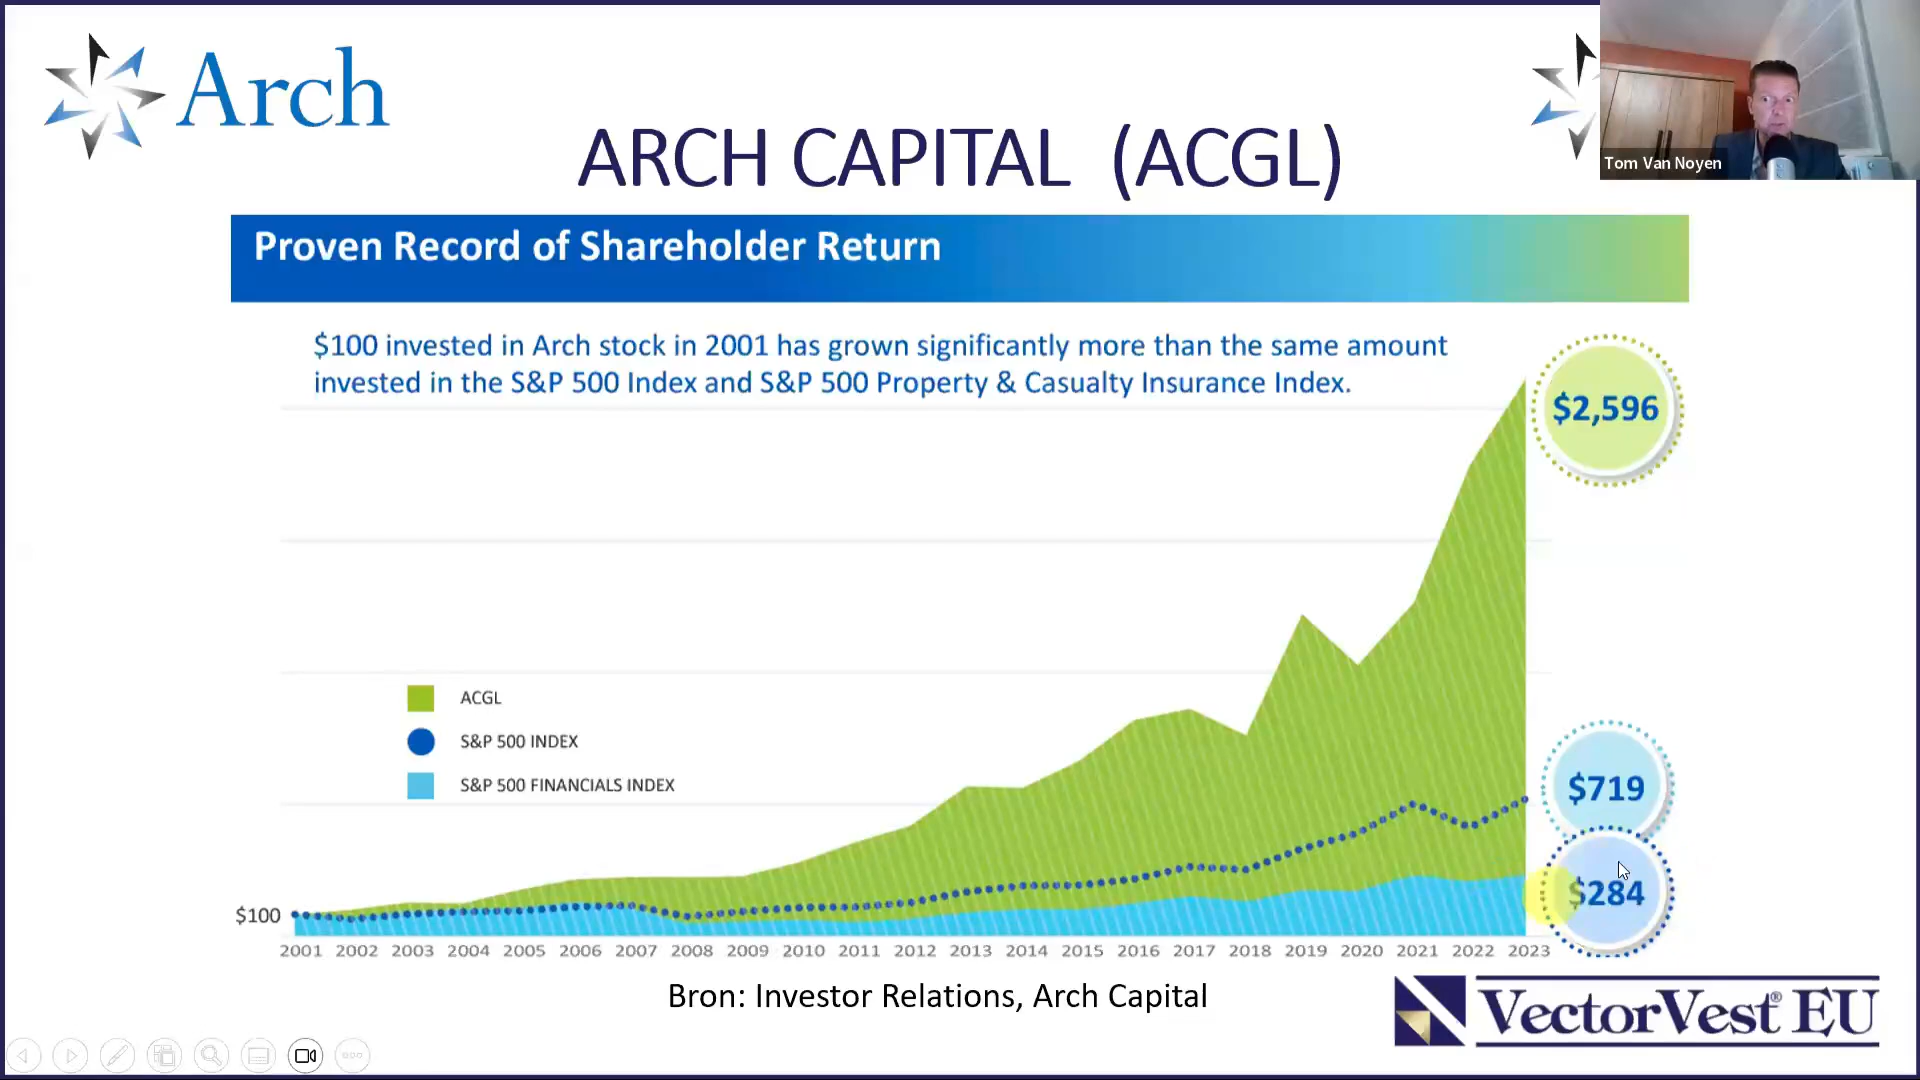 Arch
ARCH CAPITAL (ACGL)
Tom Van Noyen
Proven Record of Shareholder Return
$100 invested in Arch stock in 2001 has grown significantly more than the same amount
invested in the S&P 500 Index and S&P 500 Property & Casualty Insurance Index.
$2,596
ACGL
S&P 500 INDEX
S&P 500 FINANCIALS INDEX
$719
$284
$100
2001 2002 2003 2004 2005 2006 2007 2008 2009 2010 2011 2012 2013 2014 2015 2016 2017 2018 2019 2020 2021 2022 2023
Bron: Investor Relations, Arch Capital
VectorVest® EU